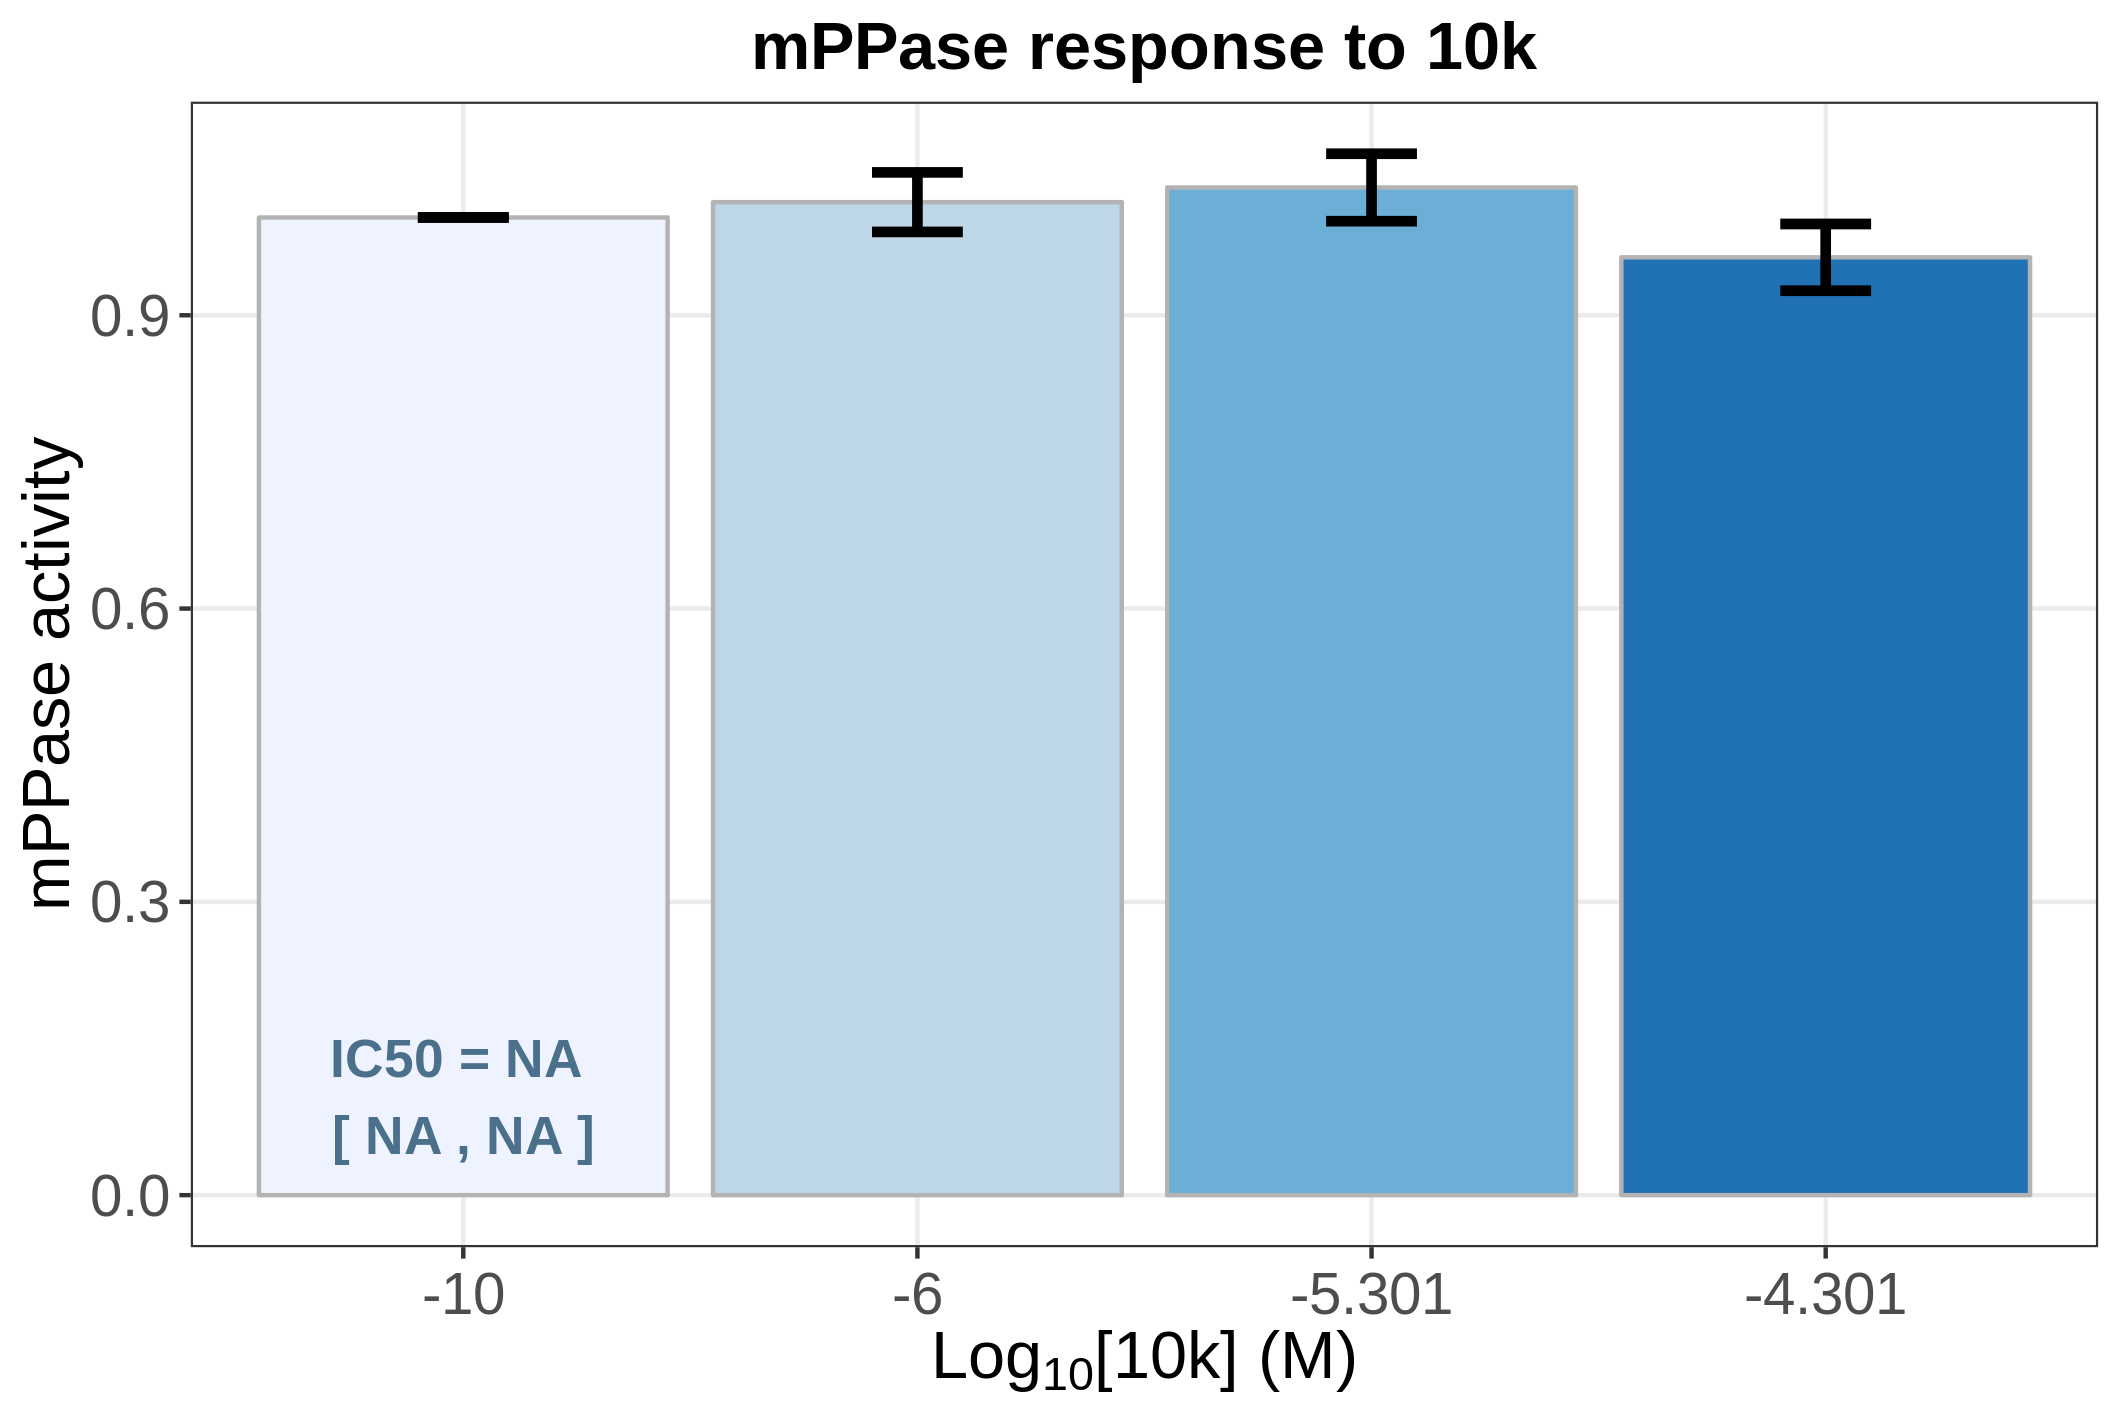 mPPase response to 10k
mPPase activity
0.9
0.6
0.3
0.0
IC50 = NA
[ NA , NA ]
-10
-6
-5.301
-4.301
Log₁₀[10k] (M)